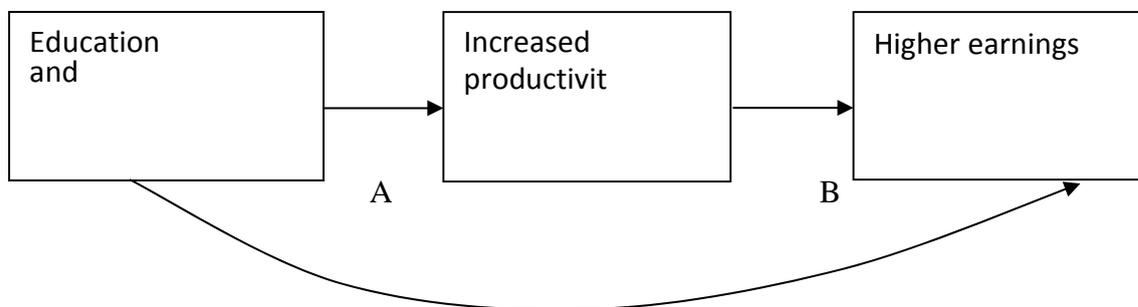 Education
and
Increased
productivit
Higher earnings
A
B